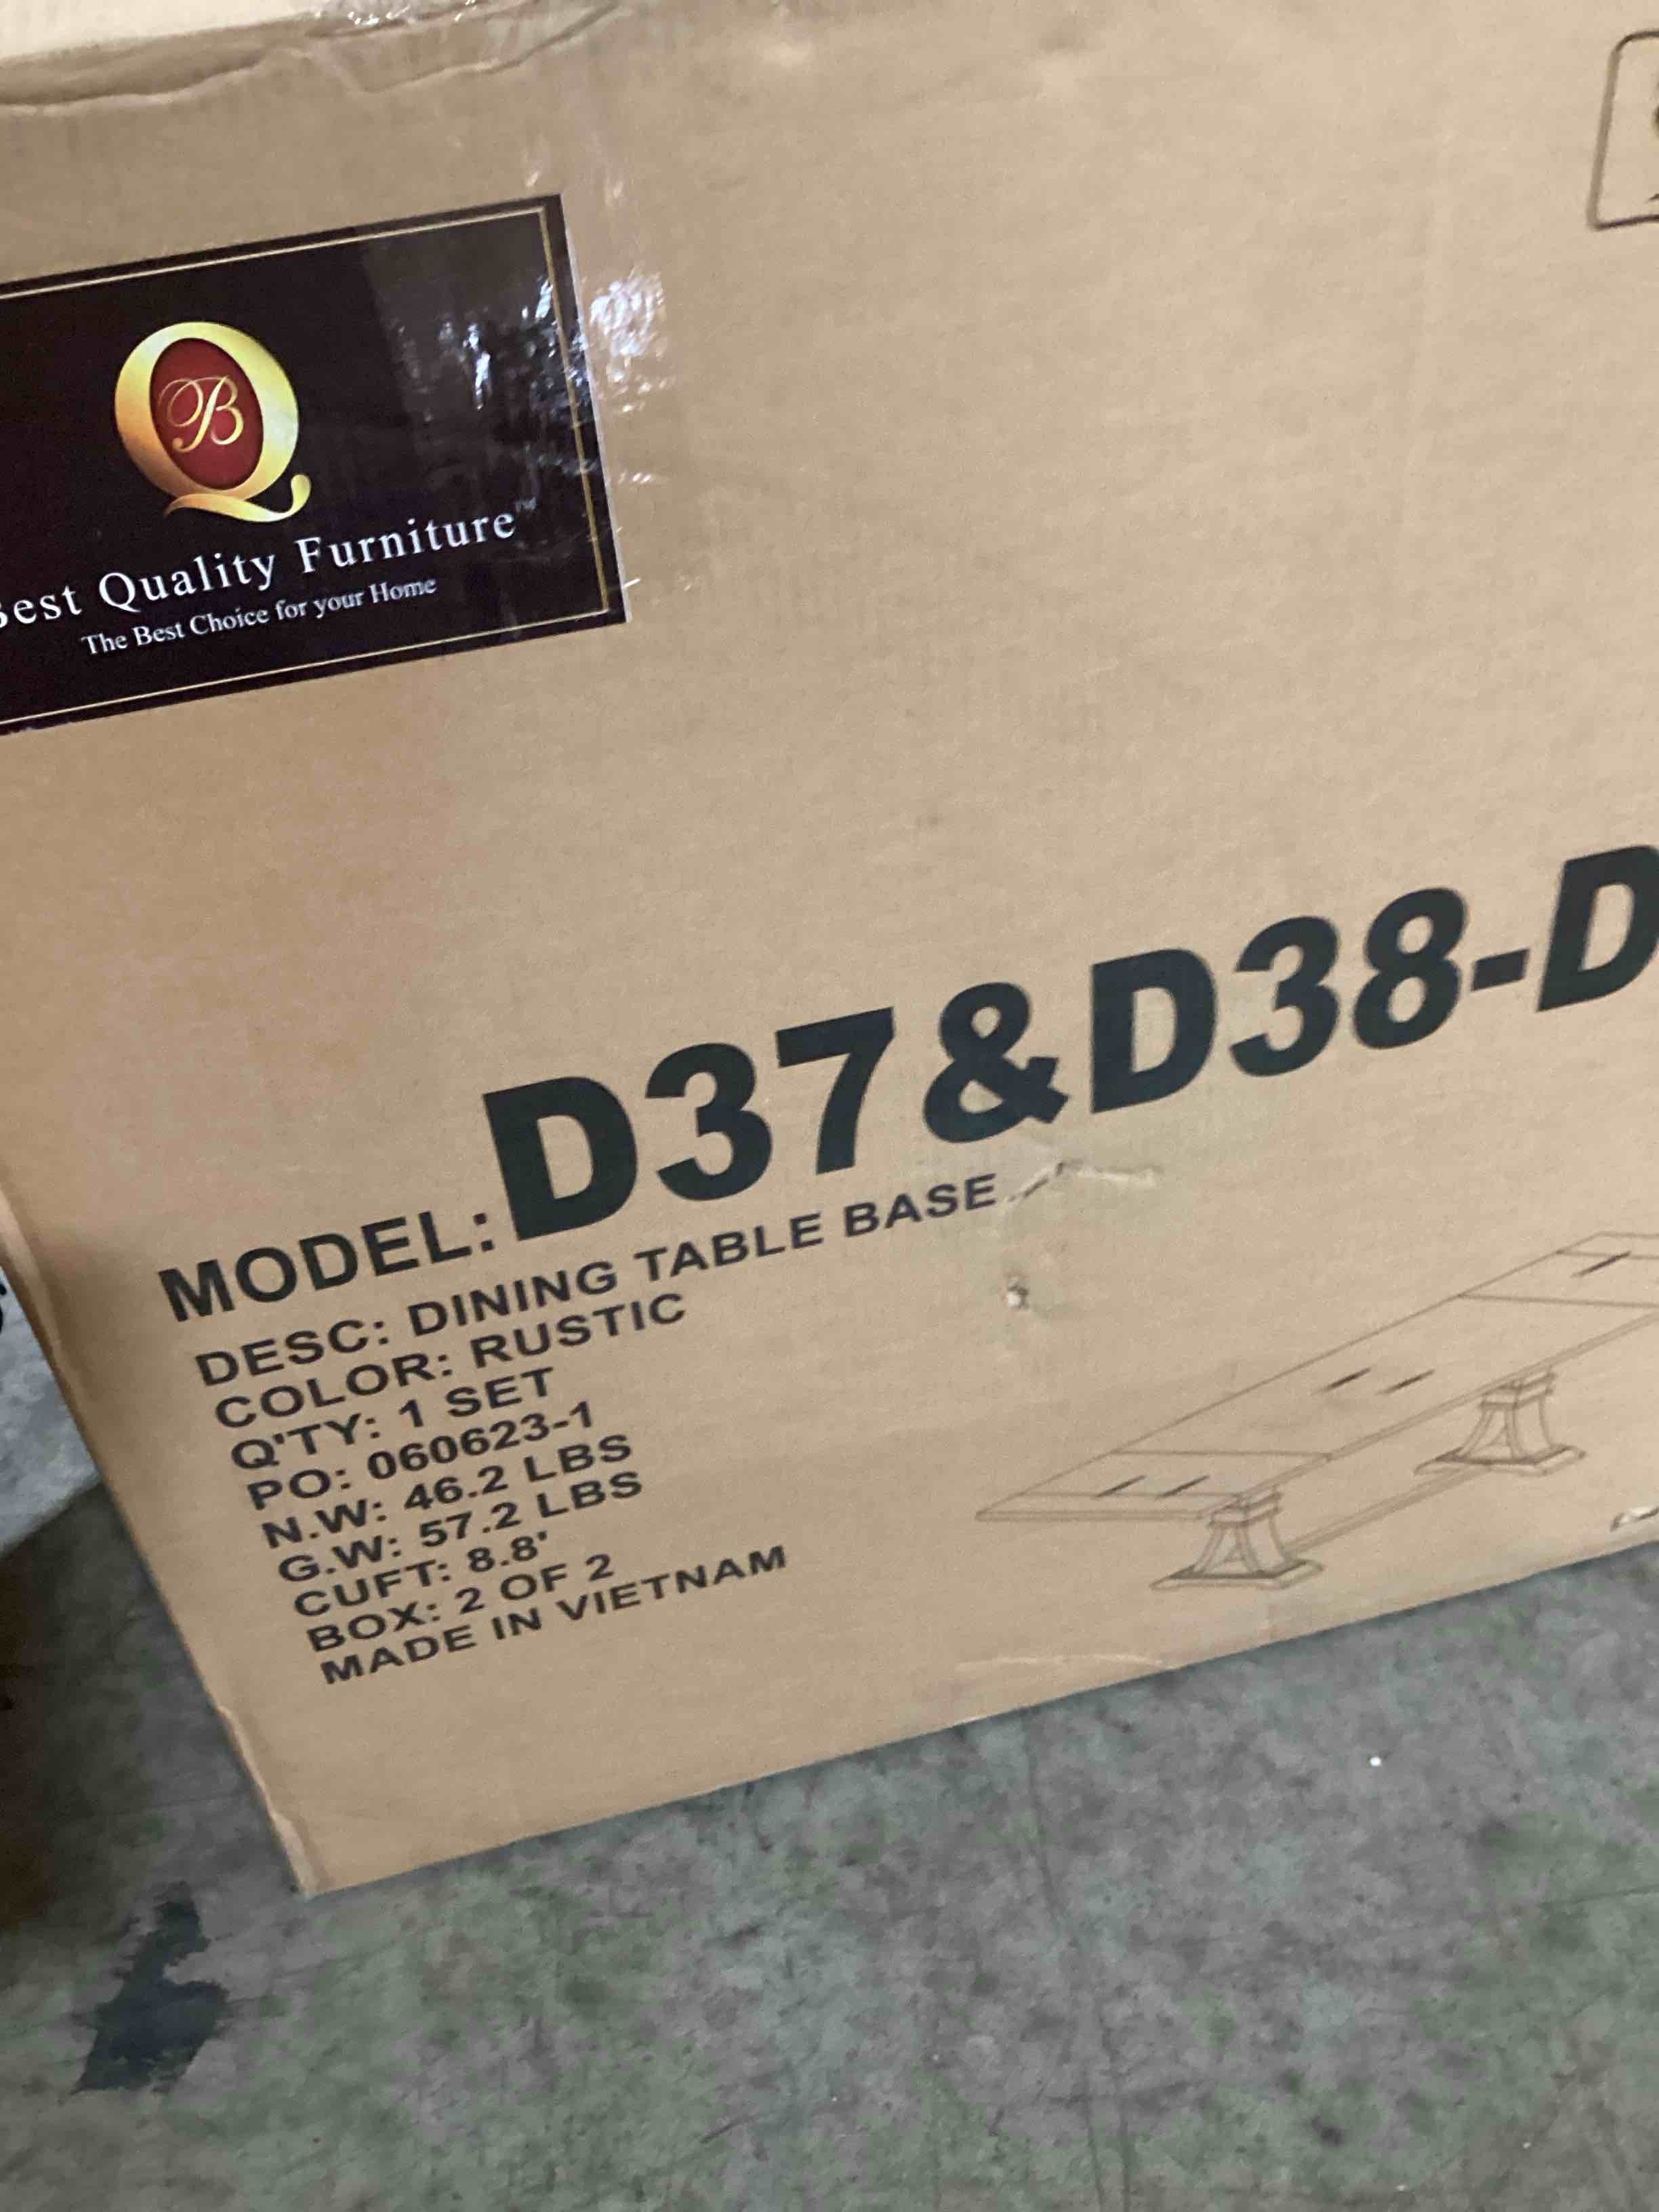 B
Best Quality Furniture™
The Best Choice for your Home
MODEL: D37&D38-D
DESC: DINING TABLE BASE
COLOR: RUSTIC
Q'TY: 1 SET
PO: 060623-1
N.W: 46.2 LBS
G.W: 57.2 LBS
CUFT: 8.8'
BOX: 2 OF 2
MADE IN VIETNAM